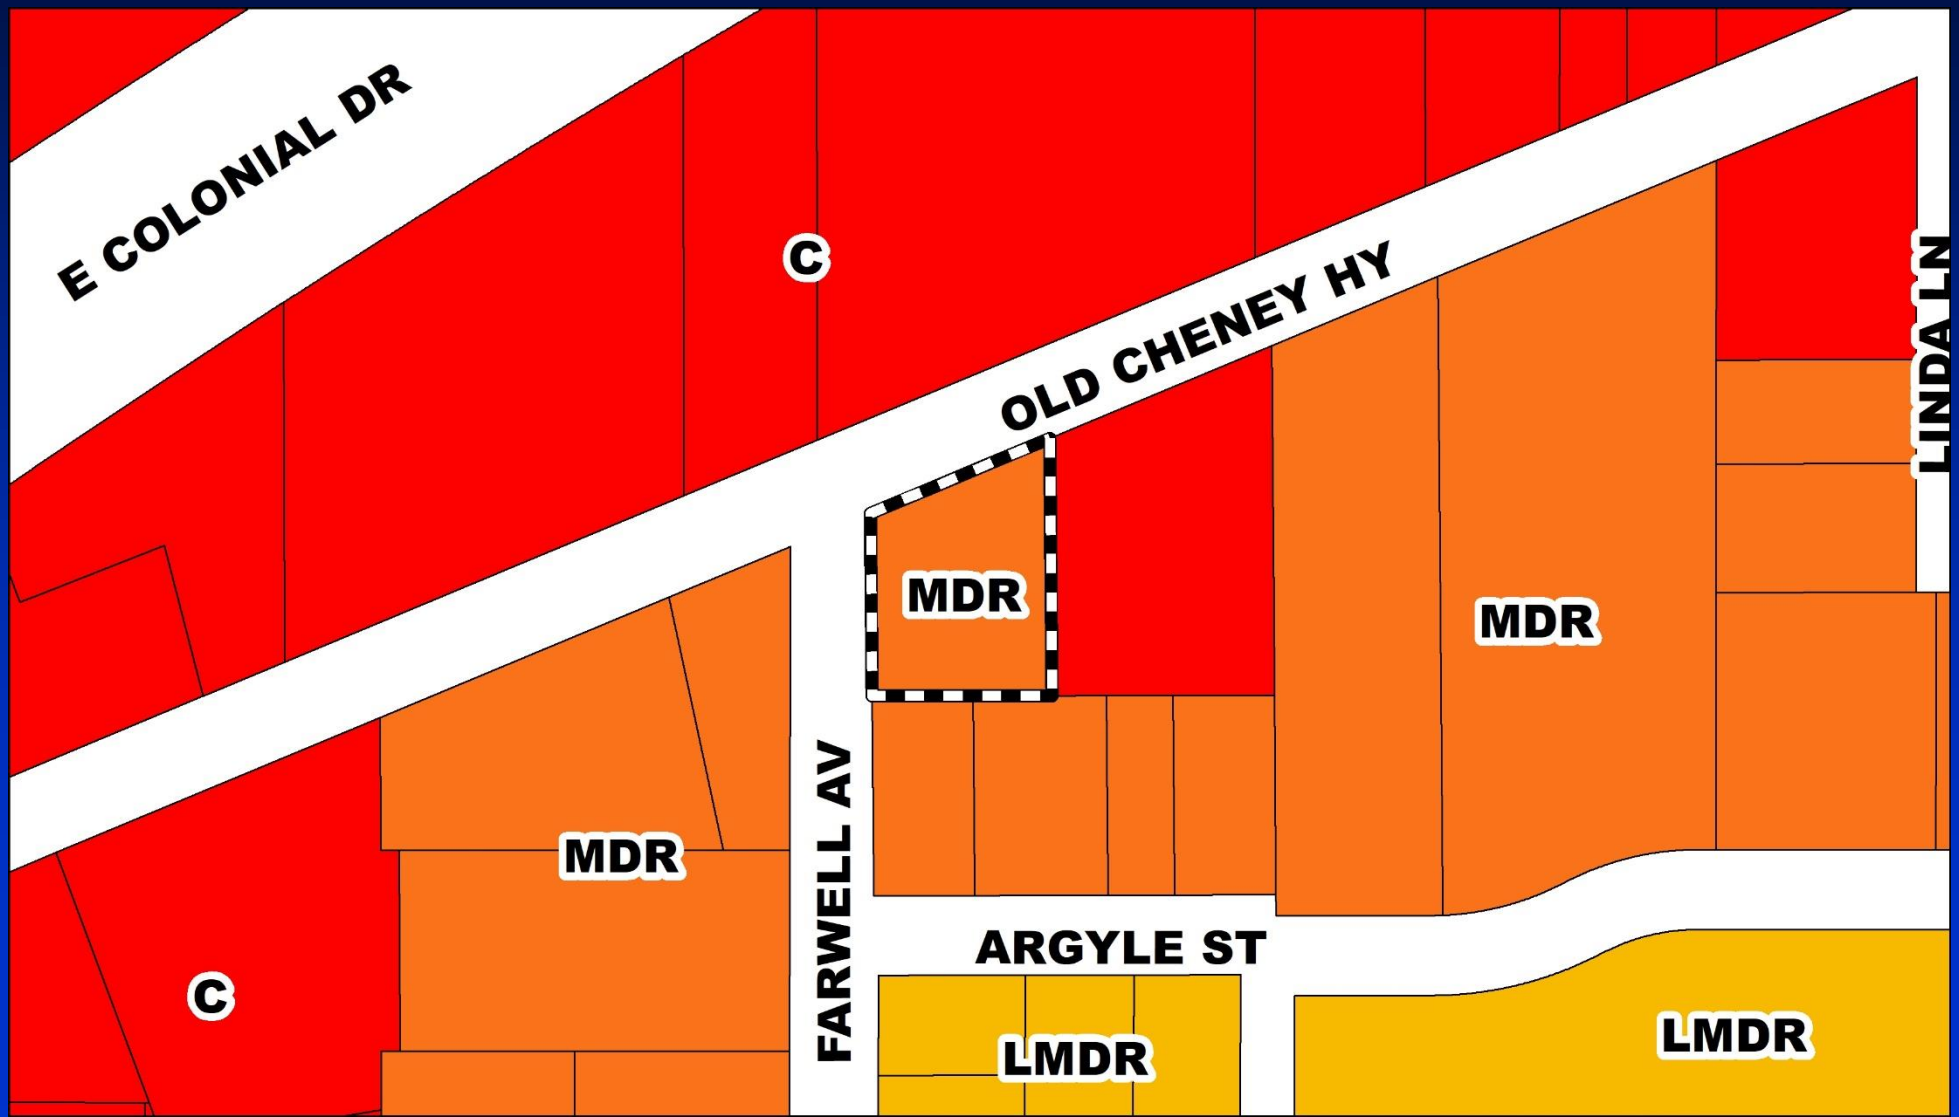 E COLONIAL DR
C
OLD CHENEY HY
LINDA LN
MDR
MDR
MDR
FARWELL AV
ARGYLE ST
C
LMDR
LMDR